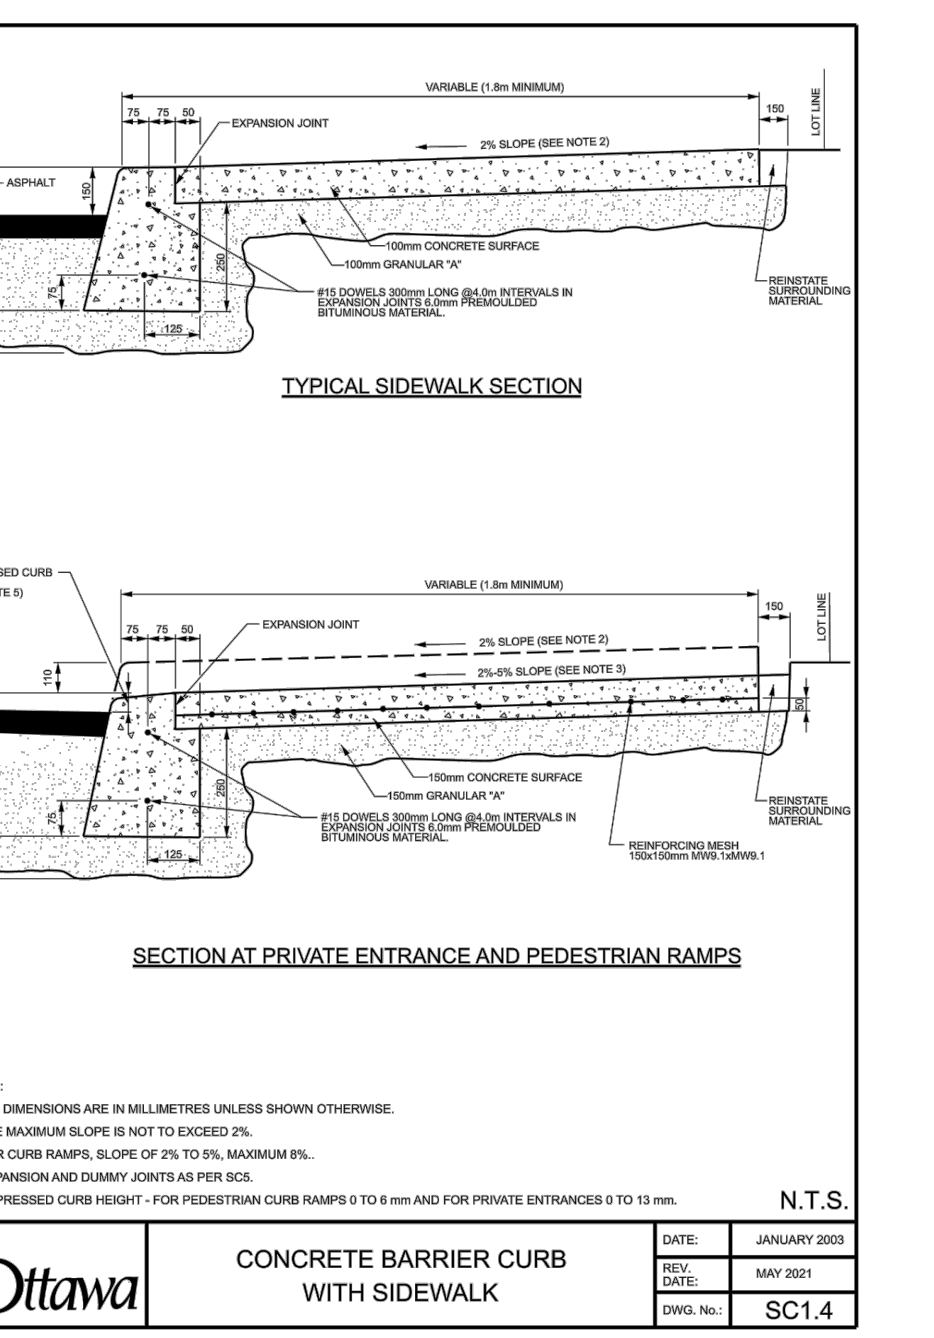 VARIABLE (1.8m MINIMUM)
75
75
50
150
LOT LINE
EXPANSION JOINT
2% SLOPE (SEE NOTE 2)
ASPHALT
150
100mm CONCRETE SURFACE
250
100mm GRANULAR "A"
REINSTATE
SURROUNDING
MATERIAL
75
#15 DOWELS 300mm LONG @4.0m INTERVALS IN
EXPANSION JOINTS 6.0mm PREMOULDED
BITUMINOUS MATERIAL.
125
TYPICAL SIDEWALK SECTION
SED CURB
TE 5)
VARIABLE (1.8m MINIMUM)
75
75
50
150
LOT LINE
EXPANSION JOINT
2% SLOPE (SEE NOTE 2)
110
2%-5% SLOPE (SEE NOTE 3)
50
150mm CONCRETE SURFACE
250
150mm GRANULAR "A"
REINSTATE
SURROUNDING
MATERIAL
75
#15 DOWELS 300mm LONG @4.0m INTERVALS IN
EXPANSION JOINTS 6.0mm PREMOULDED
BITUMINOUS MATERIAL.
REINFORCING MESH
150x150mm MW9.1xMW9.1
125
SECTION AT PRIVATE ENTRANCE AND PEDESTRIAN RAMPS
:
DIMENSIONS ARE IN MILLIMETRES UNLESS SHOWN OTHERWISE.
E MAXIMUM SLOPE IS NOT TO EXCEED 2%.
R CURB RAMPS, SLOPE OF 2% TO 5%, MAXIMUM 8%..
PANSION AND DUMMY JOINTS AS PER SC5.
PRESSED CURB HEIGHT - FOR PEDESTRIAN CURB RAMPS 0 TO 6 mm AND FOR PRIVATE ENTRANCES 0 TO 13 mm.
N.T.S.
Ottawa
CONCRETE BARRIER CURB
WITH SIDEWALK
DATE:
JANUARY 2003
REV.
DATE:
MAY 2021
DWG. No.:
SC1.4